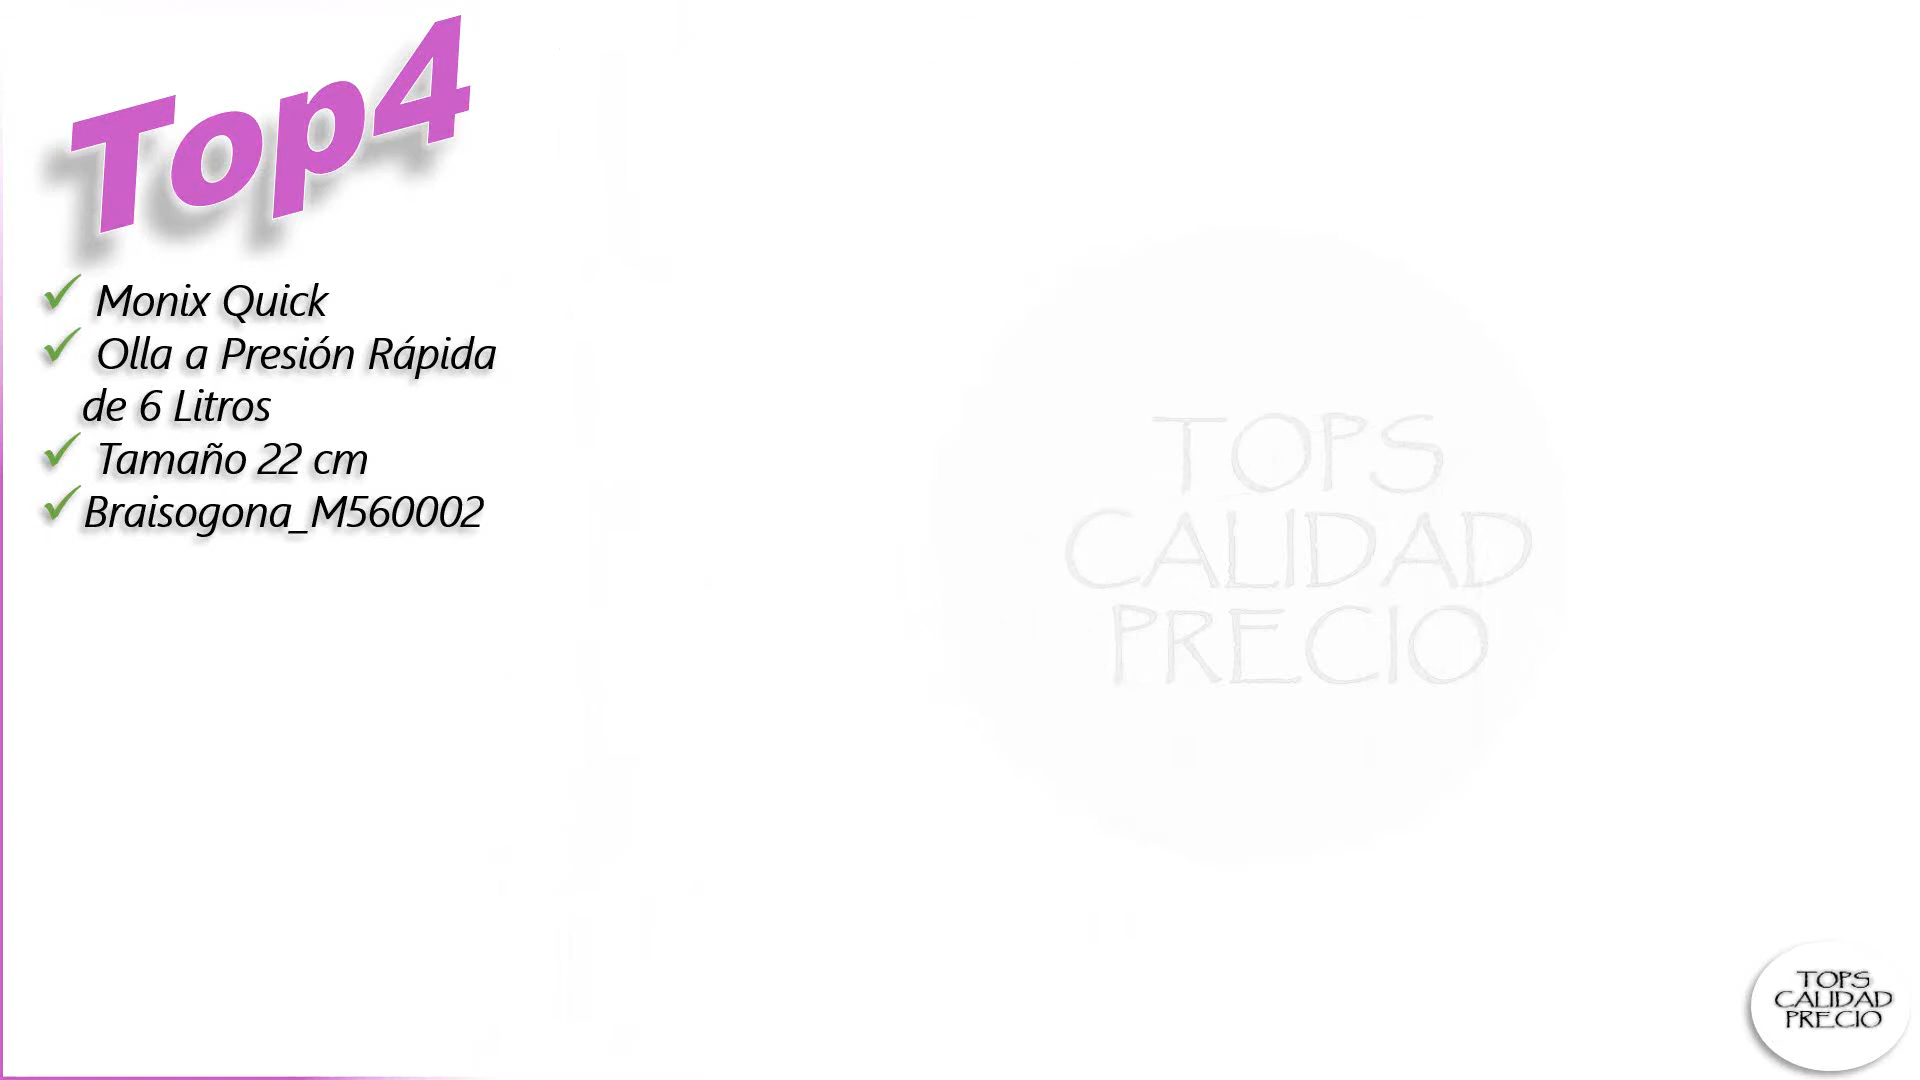 Top4
Monix Quick
Olla a Presión Rápida
de 6 Litros
Tamaño 22 cm
Braisogona_M560002
TOPS
CALIDAD
PRECIO
TOPS
CALIDAD
PRECIO